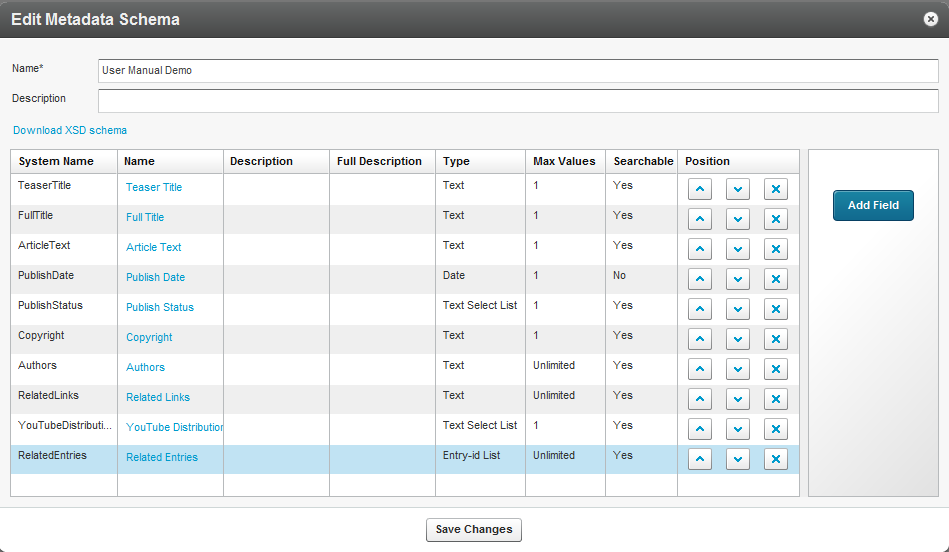 Edit Metadata Schema
Name*
User Manual Demo
Description
Download XSD schema
System Name Name Description Full Description Type Max Values Searchable Position
TeaserTitle Teaser Title Text 1 Yes
FullTitle Full Title Text 1 Yes
ArticleText Article Text Text 1 Yes
PublishDate Publish Date Date 1 No
PublishStatus Publish Status Text Select List 1 Yes
Copyright Copyright Text 1 Yes
Authors Authors Text Unlimited Yes
RelatedLinks Related Links Text Unlimited Yes
YouTubeDistributi... YouTube Distribution Text Select List 1 Yes
RelatedEntries Related Entries Entry-id List Unlimited Yes
Add Field
Save Changes